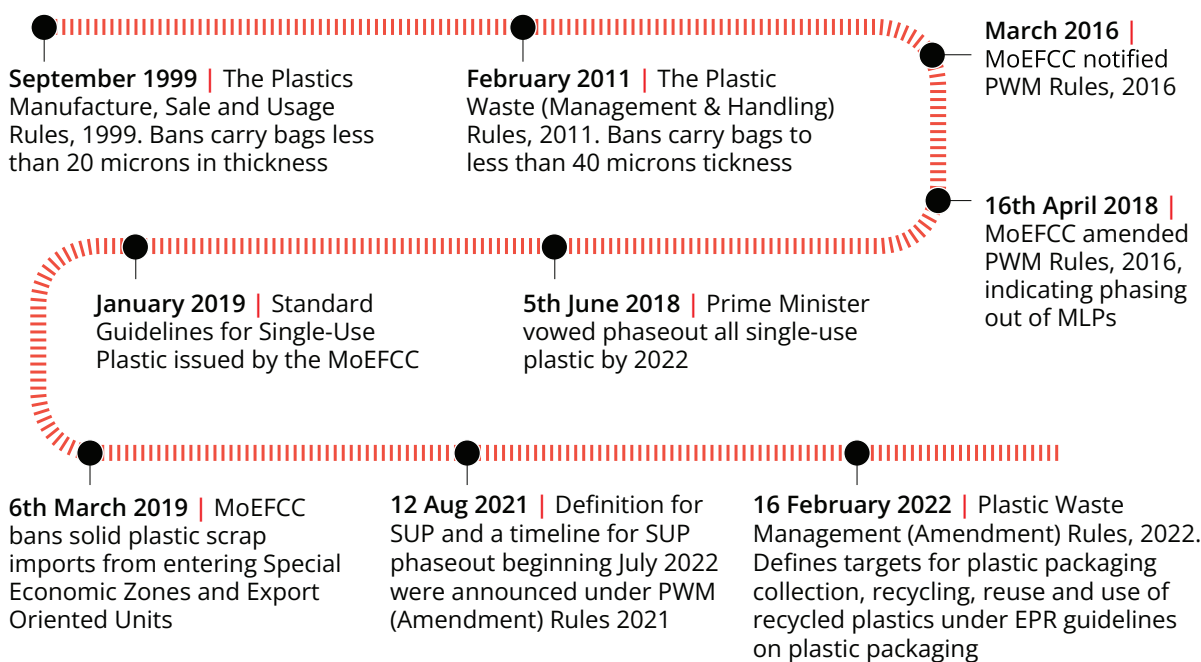 September 1999 | The Plastics
Manufacture, Sale and Usage
Rules, 1999. Bans carry bags less
than 20 microns in thickness
February 2011 | The Plastic
Waste (Management & Handling)
Rules, 2011. Bans carry bags to
less than 40 microns tickness
March 2016 |
MoEFCC notified
PWM Rules, 2016
16th April 2018 |
MoEFCC amended
PWM Rules, 2016,
indicating phasing
out of MLPs
5th June 2018 | Prime Minister
vowed phaseout all single-use
plastic by 2022
January 2019 | Standard
Guidelines for Single-Use
Plastic issued by the MoEFCC
6th March 2019 | MoEFCC
bans solid plastic scrap
imports from entering Special
Economic Zones and Export
Oriented Units
12 Aug 2021 | Definition for
SUP and a timeline for SUP
phaseout beginning July 2022
were announced under PWM
(Amendment) Rules 2021
16 February 2022 | Plastic Waste
Management (Amendment) Rules, 2022.
Defines targets for plastic packaging
collection, recycling, reuse and use of
recycled plastics under EPR guidelines
on plastic packaging